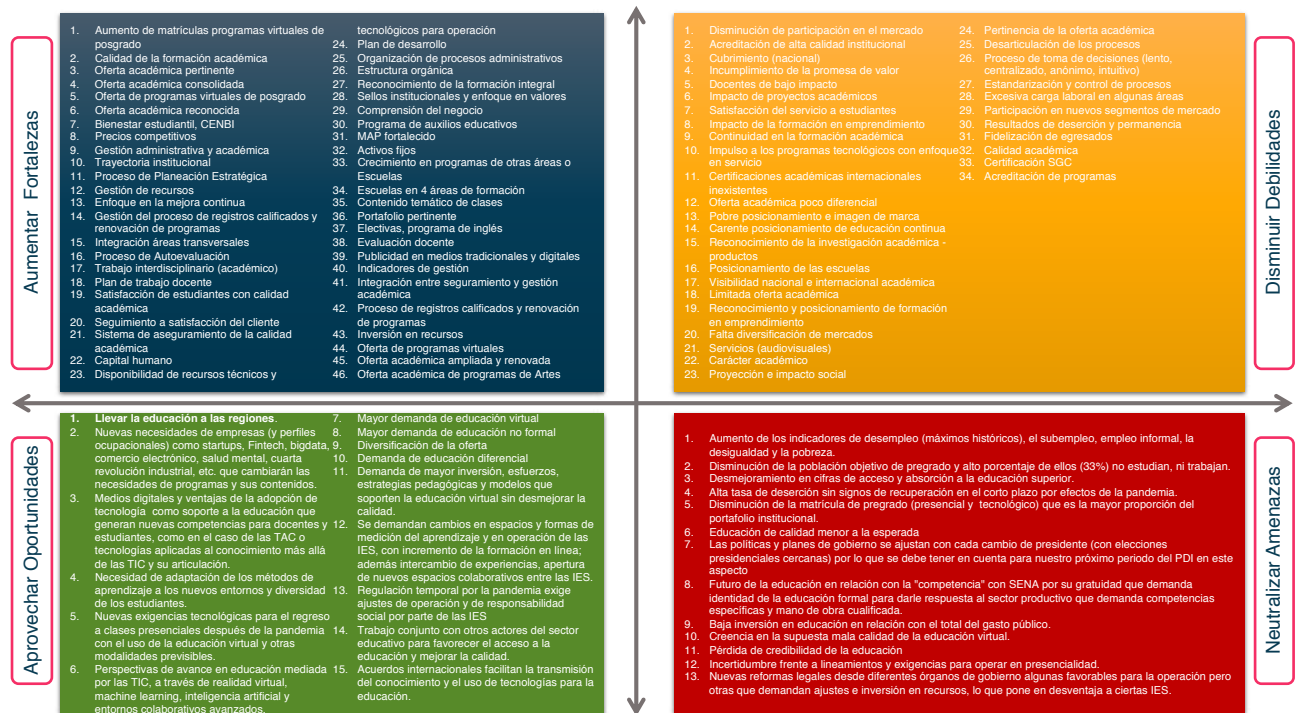 Aumentar Fortalezas
1. Aumento de matrículas programas virtuales de
posgrado
2. Calidad de la formación académica
3. Oferta académica pertinente
4. Oferta académica consolidada
5. Oferta de programas virtuales de posgrado
6. Oferta académica reconocida
7. Bienestar estudiantil, CENBI
8. Precios competitivos
9. Gestión administrativa y académica
10. Trayectoria institucional
11. Proceso de Planeación Estratégica
12. Gestión de recursos
13. Enfoque en la mejora continua
14. Gestión del proceso de registros calificados y
renovación de programas
15. Integración áreas transversales
16. Proceso de Autoevaluación
17. Trabajo interdisciplinario (académico)
18. Plan de trabajo docente
19. Satisfacción de estudiantes con calidad
académica
20. Seguimiento a satisfacción del cliente
21. Sistema de aseguramiento de la calidad
académica
22. Capital humano
23. Disponibilidad de recursos técnicos y
tecnológicos para operación
24. Plan de desarrollo
25. Organización de procesos administrativos
26. Estructura orgánica
27. Reconocimiento de la formación integral
28. Sellos institucionales y enfoque en valores
29. Comprensión del negocio
30. Programa de auxilios educativos
31. MAP fortalecido
32. Activos fijos
33. Crecimiento en programas de otras áreas o
Escuelas
34. Escuelas en 4 áreas de formación
35. Contenido temático de clases
36. Portafolio pertinente
37. Electivas, programa de inglés
38. Evaluación docente
39. Publicidad en medios tradicionales y digitales
40. Indicadores de gestión
41. Integración entre seguramiento y gestión
académica
42. Proceso de registros calificados y renovación
de programas
43. Inversión en recursos
44. Oferta de programas virtuales
45. Oferta académica ampliada y renovada
46. Oferta académica de programas de Artes
1. Disminución de participación en el mercado
2. Acreditación de alta calidad institucional
3. Cubrimiento (nacional)
4. Incumplimiento de la promesa de valor
5. Docentes de bajo impacto
6. Impacto de proyectos académicos
7. Satisfacción del servicio a estudiantes
8. Impacto de la formación en emprendimiento
9. Continuidad en la formación académica
10. Impulso a los programas tecnológicos con enfoque
en servicio
11. Certificaciones académicas internacionales
inexistentes
12. Oferta académica poco diferencial
13. Pobre posicionamiento e imagen de marca
14. Carente posicionamiento de educación continua
15. Reconocimiento de la investigación académica -
productos
16. Posicionamiento de las escuelas
17. Visibilidad nacional e internacional académica
18. Limitada oferta académica
19. Reconocimiento y posicionamiento de formación
en emprendimiento
20. Falta diversificación de mercados
21. Servicios (audiovisuales)
22. Carácter académico
23. Proyección e impacto social
24. Pertinencia de la oferta académica
25. Desarticulación de los procesos
26. Proceso de toma de decisiones (lento,
centralizado, anónimo, intuitivo)
27. Estandarización y control de procesos
28. Excesiva carga laboral en algunas áreas
29. Participación en nuevos segmentos de mercado
30. Resultados de deserción y permanencia
31. Fidelización de egresados
32. Calidad académica
33. Certificación SGC
34. Acreditación de programas
Disminuir Debilidades
Aprovechar Oportunidades
1. Llevar la educación a las regiones.
2. Nuevas necesidades de empresas (y perfiles
ocupacionales) como startups, Fintech, bigdata,
comercio electrónico, salud mental, cuarta
revolución industrial, etc. que cambiarán las
necesidades de programas y sus contenidos.
3. Medios digitales y ventajas de la adopción de
tecnología como soporte a la educación que
generan nuevas competencias para docentes y
estudiantes, como en el caso de las TAC o
tecnologías aplicadas al conocimiento más allá
de las TIC y su articulación.
4. Necesidad de adaptación de los métodos de
aprendizaje a los nuevos entornos y diversidad
de los estudiantes.
5. Nuevas exigencias tecnológicas para el regreso
a clases presenciales después de la pandemia
con el uso de la educación virtual y otras
modalidades previsibles.
6. Perspectivas de avance en educación mediada
por las TIC, a través de realidad virtual,
machine learning, inteligencia artificial y
entornos colaborativos avanzados.
7. Mayor demanda de educación virtual
8. Mayor demanda de educación no formal
9. Diversificación de la oferta
10. Demanda de educación diferencial
11. Demanda de mayor inversión, esfuerzos,
estrategias pedagógicas y modelos que
soporten la educación virtual sin desmejorar la
calidad.
12. Se demandan cambios en espacios y formas de
medición del aprendizaje y en operación de las
IES, con incremento de la formación en línea;
además intercambio de experiencias, apertura
de nuevos espacios colaborativos entre las IES.
13. Regulación temporal por la pandemia exige
ajustes de operación y de responsabilidad
social por parte de las IES
14. Trabajo conjunto con otros actores del sector
educativo para favorecer el acceso a la
educación y mejorar la calidad.
15. Acuerdos internacionales facilitan la transmisión
del conocimiento y el uso de tecnologías para la
educación.
1. Aumento de los indicadores de desempleo (máximos históricos), el subempleo, empleo informal, la
desigualdad y la pobreza.
2. Disminución de la población objetivo de pregrado y alto porcentaje de ellos (33%) no estudian, ni trabajan.
3. Desmejoramiento en cifras de acceso y absorción a la educación superior.
4. Alta tasa de deserción sin signos de recuperación en el corto plazo por efectos de la pandemia.
5. Disminución de la matrícula de pregrado (presencial y tecnológico) que es la mayor proporción del
portafolio institucional.
6. Educación de calidad menor a la esperada
7. Las políticas y planes de gobierno se ajustan con cada cambio de presidente (con elecciones
presidenciales cercanas) por lo que se debe tener en cuenta para nuestro próximo periodo del PDI en este
aspecto
8. Futuro de la educación en relación con la "competencia" con SENA por su gratuidad que demanda
identidad de la educación formal para darle respuesta al sector productivo que demanda competencias
específicas y mano de obra cualificada.
9. Baja inversión en educación en relación con el total del gasto público.
10. Creencia en la supuesta mala calidad de la educación virtual.
11. Pérdida de credibilidad de la educación
12. Incertidumbre frente a lineamientos y exigencias para operar en presencialidad.
13. Nuevas reformas legales desde diferentes órganos de gobierno algunas favorables para la operación pero
otras que demandan ajustes e inversión en recursos, lo que pone en desventaja a ciertas IES.
Neutralizar Amenazas